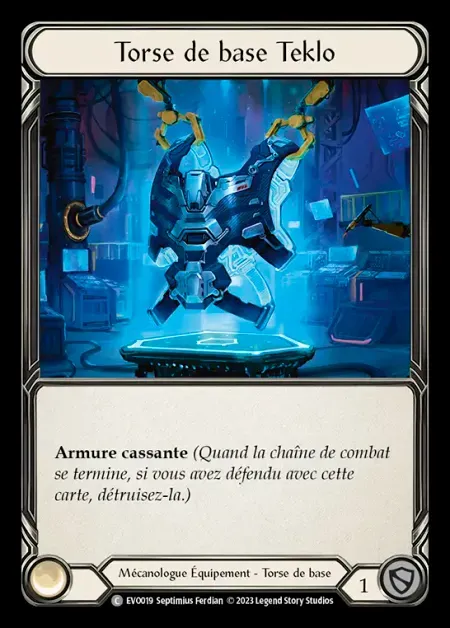 Torse de base Teklo
Armure cassante (Quand la chaîne de combat
se termine, si vous avez défendu avec cette
carte, détruisez-la.)
Mécanologue Équipement - Torse de base
1
C EVO019 Septimius Ferdian © 2023 Legend Story Studios